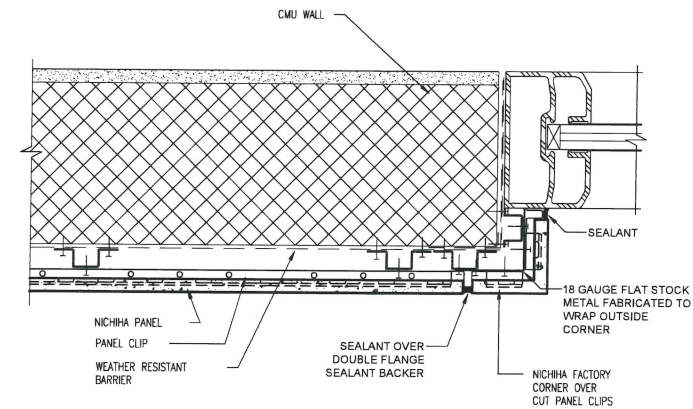 CMU WALL
SEALANT
18 GAUGE FLAT STOCK
METAL FABRICATED TO
WRAP OUTSIDE
CORNER
NICHIHA PANEL
PANEL CLIP
WEATHER RESISTANT
BARRIER
SEALANT OVER
DOUBLE FLANGE
SEALANT BACKER
NICHIHA FACTORY
CORNER OVER
CUT PANEL CLIPS